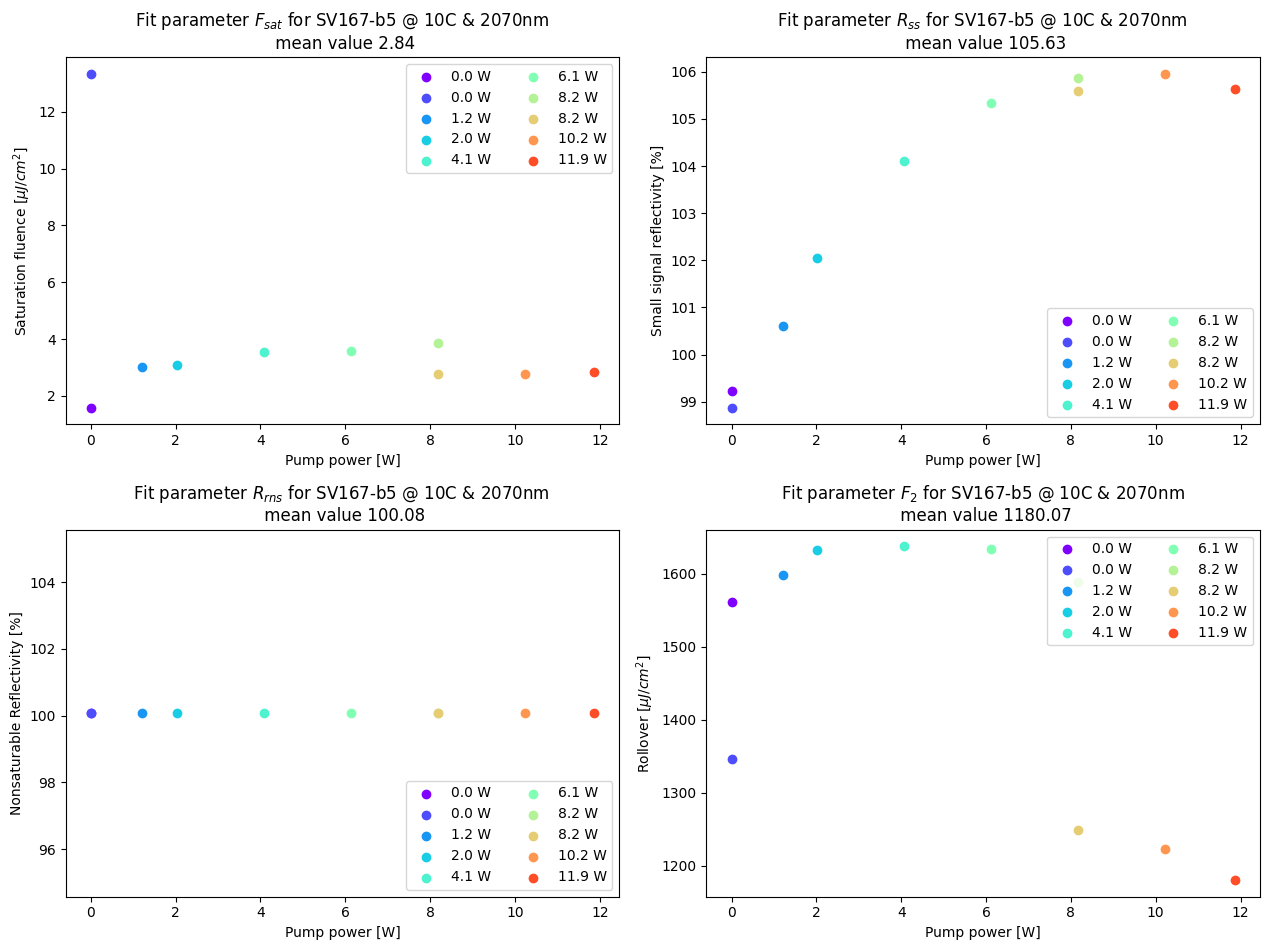 Fit parameter F_sat for SV167-b5 @ 10C & 2070nm
mean value 2.84
12
10
8
6
4
2
Saturation fluence [μJ/cm²]
0.0 W
0.0 W
1.2 W
2.0 W
4.1 W
6.1 W
8.2 W
8.2 W
10.2 W
11.9 W
0 2 4 6 8 10 12
Pump power [W]
Fit parameter R_ss for SV167-b5 @ 10C & 2070nm
mean value 105.63
106
105
104
103
102
101
100
99
Small signal reflectivity [%]
0.0 W
0.0 W
1.2 W
2.0 W
4.1 W
6.1 W
8.2 W
8.2 W
10.2 W
11.9 W
0 2 4 6 8 10 12
Pump power [W]
Fit parameter R_rns for SV167-b5 @ 10C & 2070nm
mean value 100.08
104
102
100
98
96
Nonsaturable Reflectivity [%]
0.0 W
0.0 W
1.2 W
2.0 W
4.1 W
6.1 W
8.2 W
8.2 W
10.2 W
11.9 W
0 2 4 6 8 10 12
Pump power [W]
Fit parameter F_2 for SV167-b5 @ 10C & 2070nm
mean value 1180.07
1600
1500
1400
1300
1200
Rollover [μJ/cm²]
0.0 W
0.0 W
1.2 W
2.0 W
4.1 W
6.1 W
8.2 W
8.2 W
10.2 W
11.9 W
0 2 4 6 8 10 12
Pump power [W]